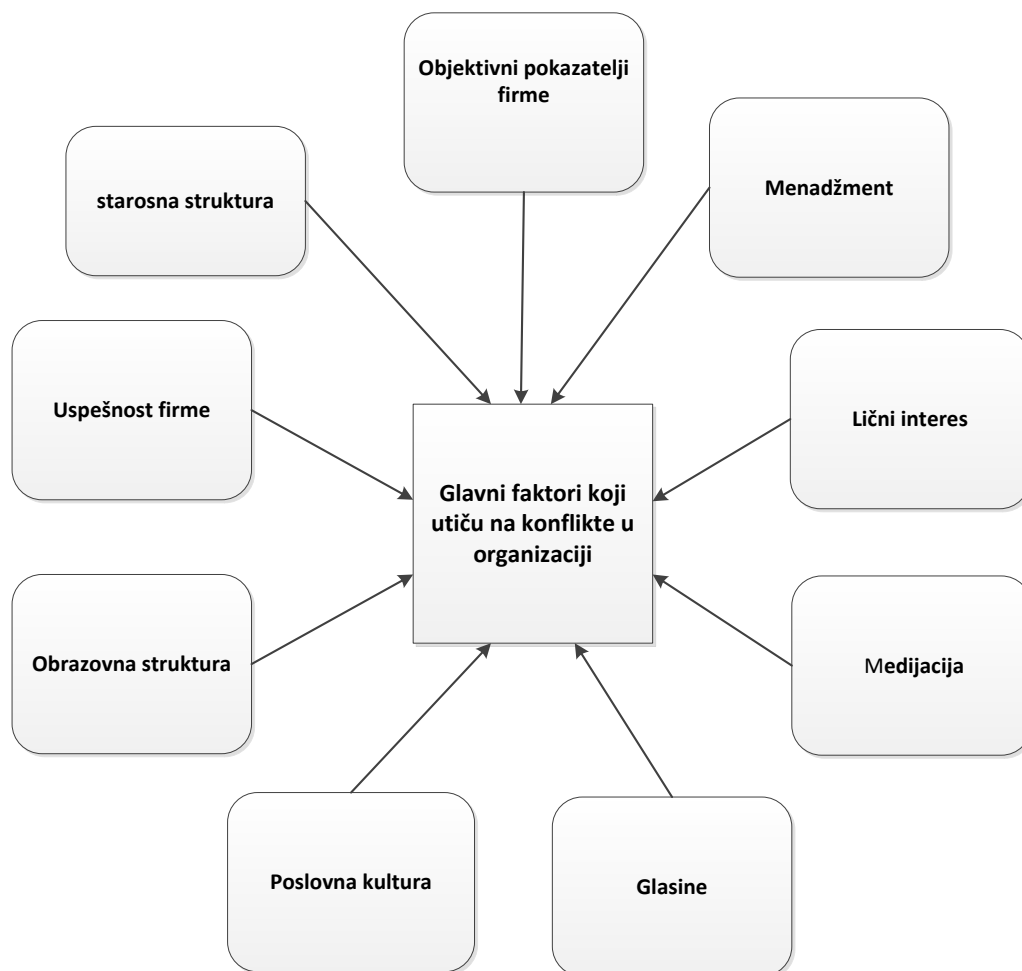 Objektivni pokazatelji
firme
Menadžment
starosna struktura
Uspešnost firme
Lični interes
Glavni faktori koji
utiču na konflikte u
organizaciji
Obrazovna struktura
Medijacija
Poslovna kultura
Glasine